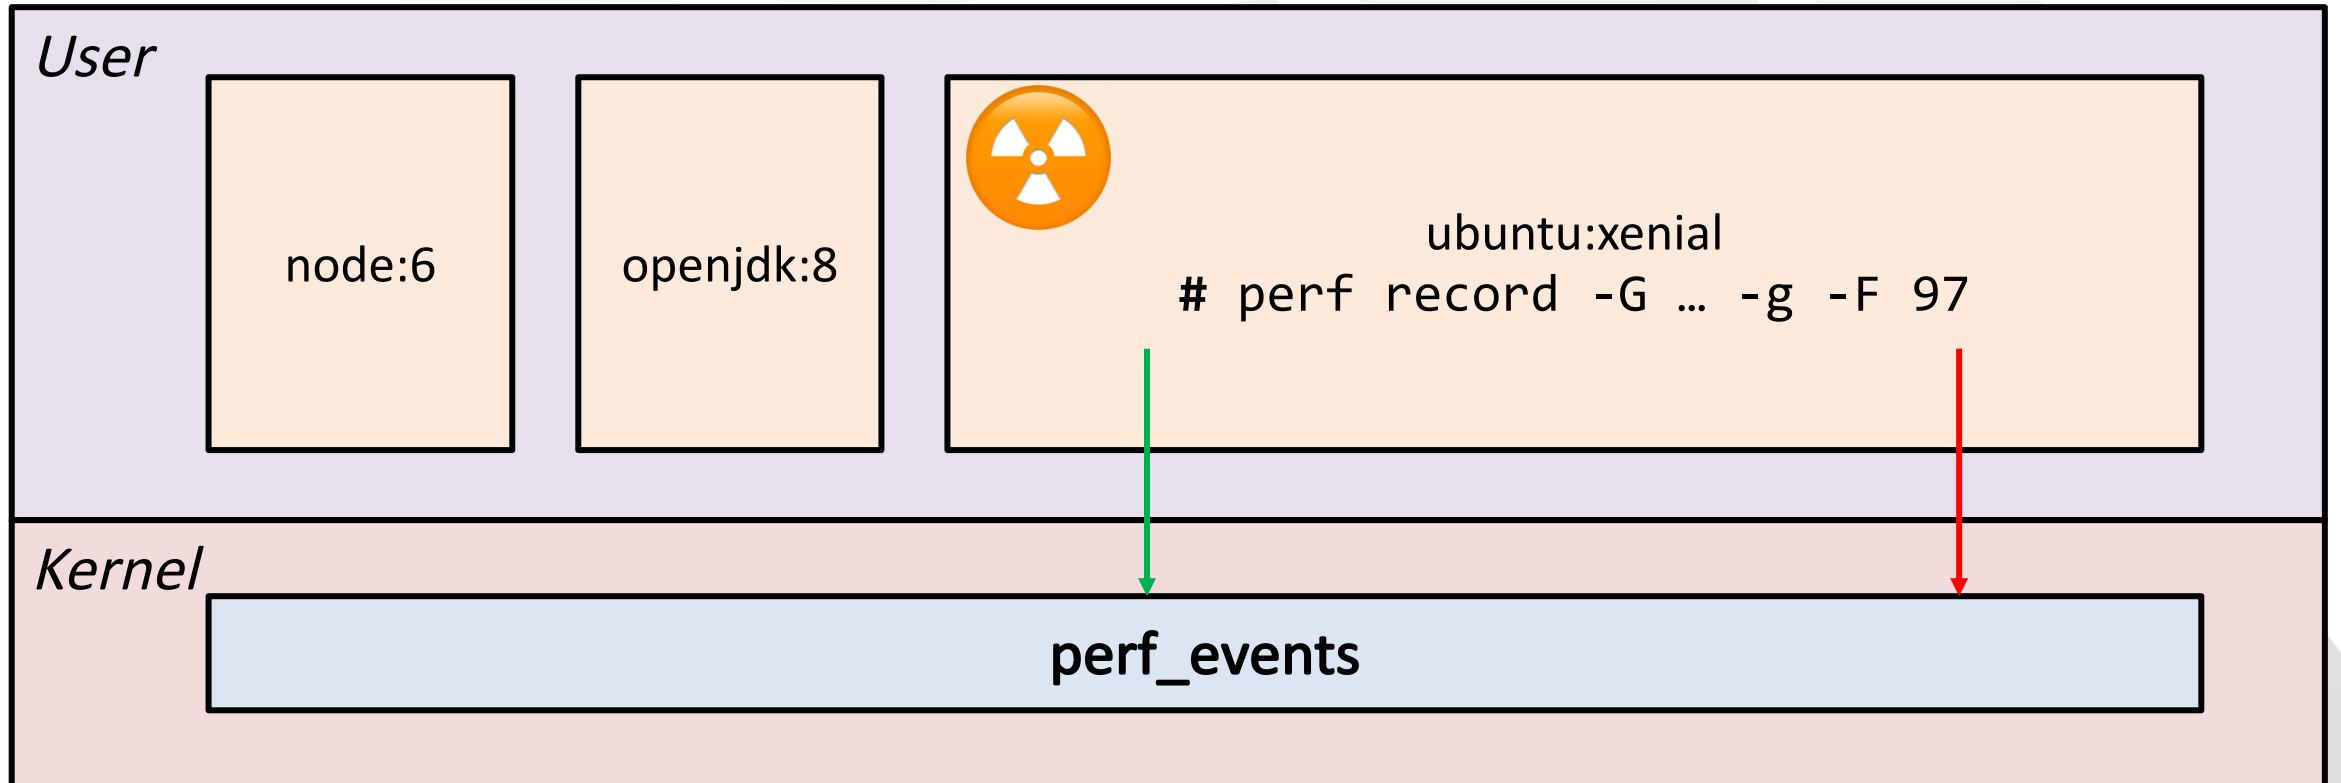 User
node:6
openjdk:8
ubuntu:xenial
# perf record -G … -g -F 97
Kernel
perf_events